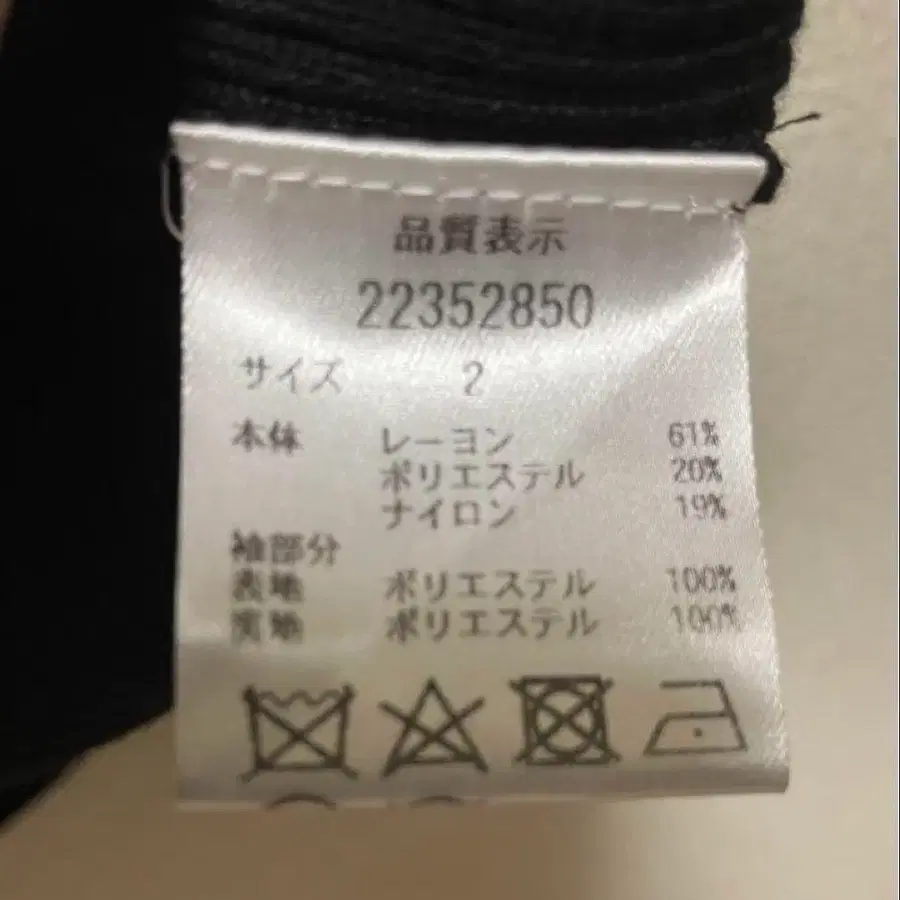 品質表示
22352850
サイズ 2
本体 レーヨン 61%
ポリエステル 20%
ナイロン 19%
袖部分
表地 ポリエステル 100%
裏地 ポリエステル 100%